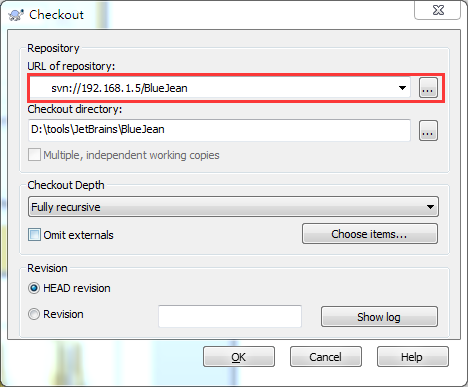 Checkout
Repository
URL of repository:
svn://192.168.1.5/BlueJean
...
Checkout directory:
D:\tools\JetBrains\BlueJean
...
Multiple, independent working copies
Checkout Depth
Fully recursive
Omit externals
Choose items...
Revision
HEAD revision
Revision
Show log
OK
Cancel
Help